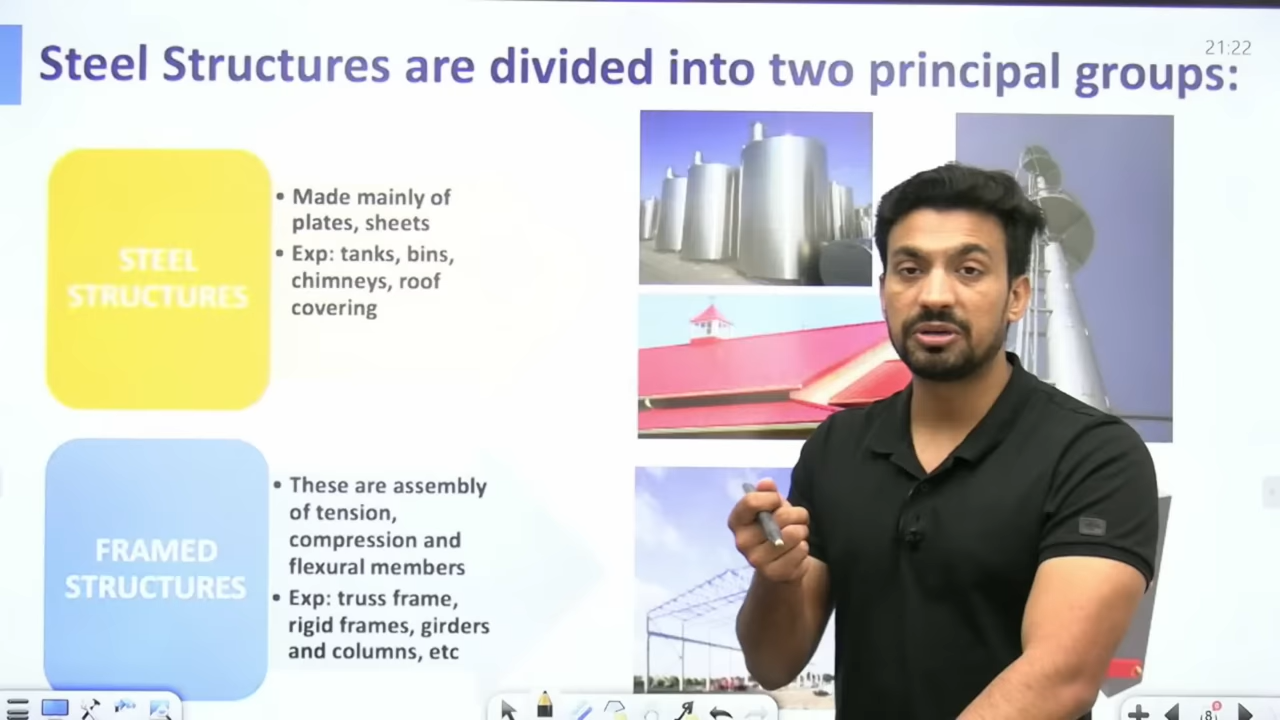 21:22
Steel Structures are divided into two principal groups:
STEEL
STRUCTURES
• Made mainly of
plates, sheets
• Exp: tanks, bins,
chimneys, roof
covering
FRAMED
STRUCTURES
• These are assembly
of tension,
compression and
flexural members
• Exp: truss frame,
rigid frames, girders
and columns, etc
8